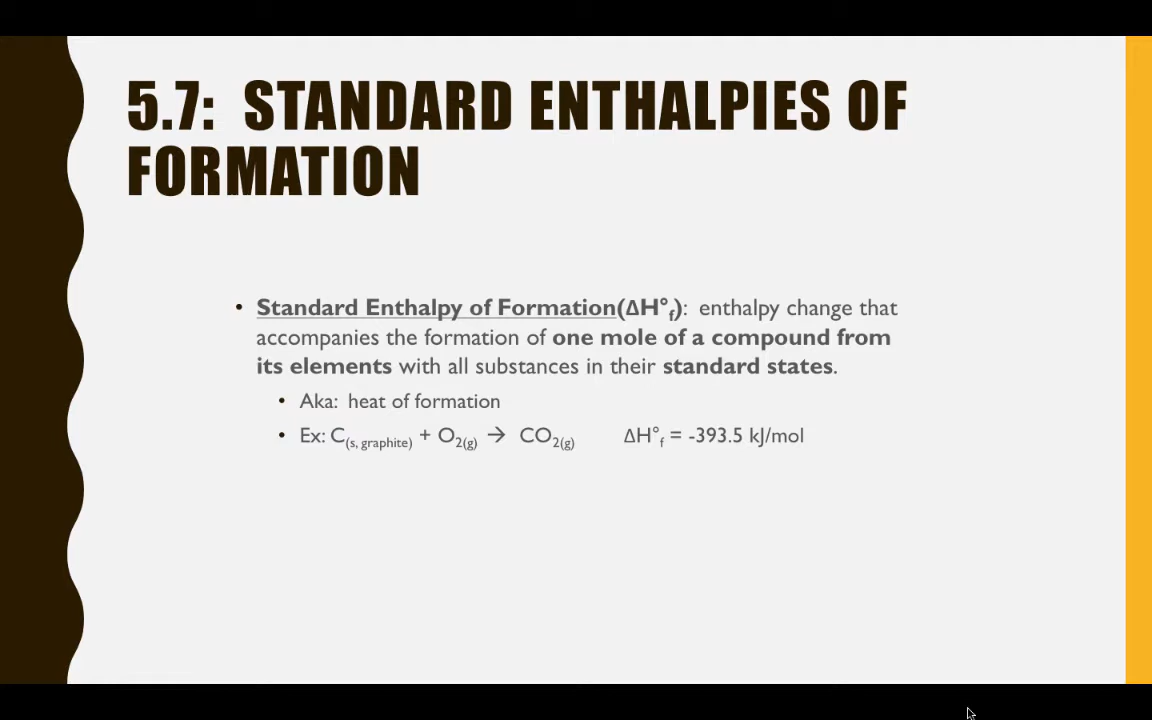 5.7: STANDARD ENTHALPIES OF
FORMATION
• Standard Enthalpy of Formation(ΔH°f): enthalpy change that
accompanies the formation of one mole of a compound from
its elements with all substances in their standard states.
• Aka: heat of formation
• Ex: C(s, graphite) + O2(g) → CO2(g) ΔH°f = -393.5 kJ/mol